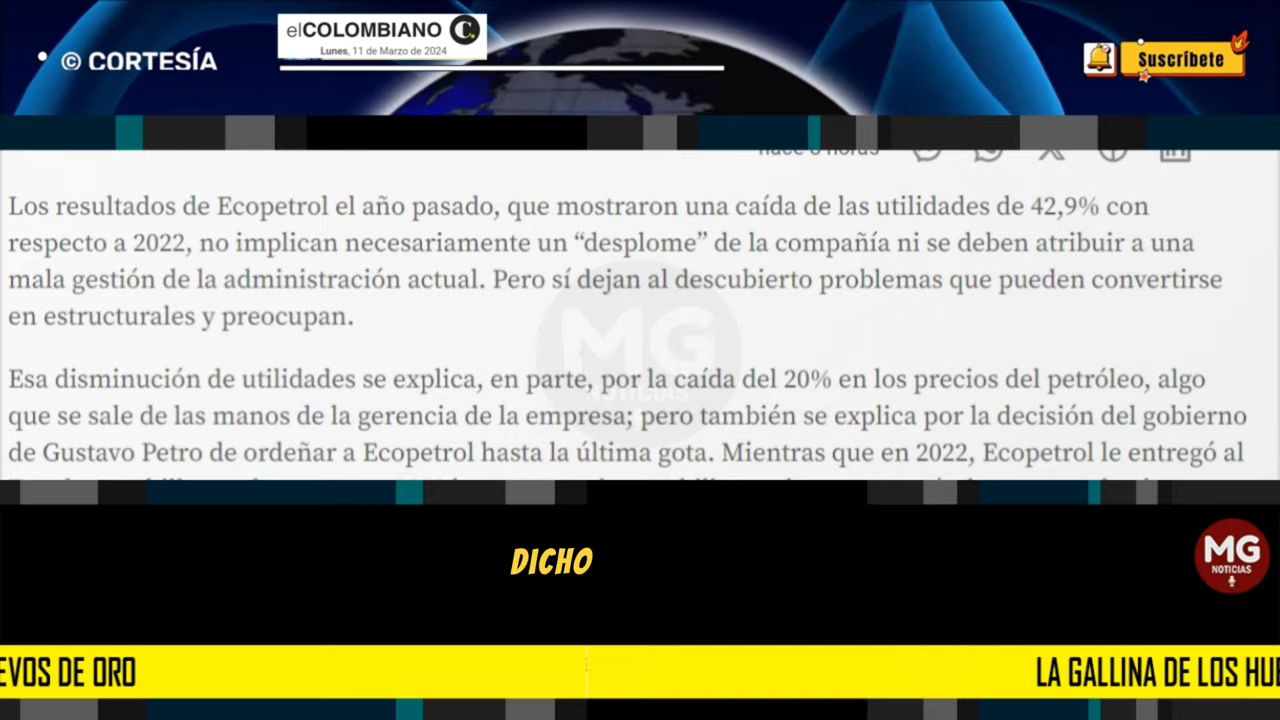 elCOLOMBIANO C.
Lunes, 11 de Marzo de 2024
© CORTESÍA
Suscríbete
Los resultados de Ecopetrol el año pasado, que mostraron una caída de las utilidades de 42,9% con
respecto a 2022, no implican necesariamente un “desplome” de la compañía ni se deben atribuir a una
mala gestión de la administración actual. Pero sí dejan al descubierto problemas que pueden convertirse
en estructurales y preocupan.
Esa disminución de utilidades se explica, en parte, por la caída del 20% en los precios del petróleo, algo
que se sale de las manos de la gerencia de la empresa; pero también se explica por la decisión del gobierno
de Gustavo Petro de ordeñar a Ecopetrol hasta la última gota. Mientras que en 2022, Ecopetrol le entregó al
MG
NOTICIAS
DICHO
MG
NOTICIAS
EVOS DE ORO
LA GALLINA DE LOS HUE